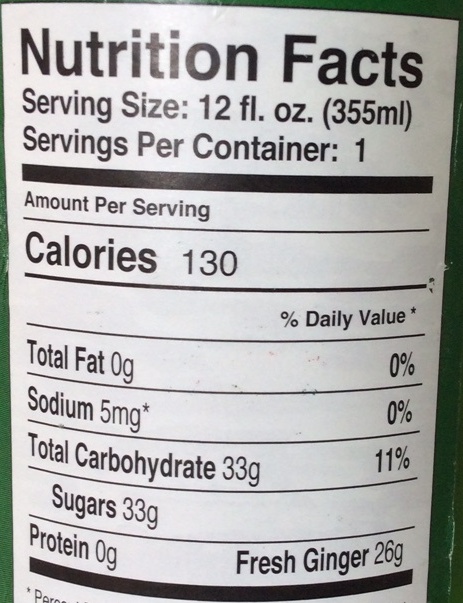 Nutrition Facts
Serving Size: 12 fl. oz. (355ml)
Servings Per Container: 1
Amount Per Serving
Calories 130
% Daily Value *
Total Fat 0g 0%
Sodium 5mg* 0%
Total Carbohydrate 33g 11%
Sugars 33g
Protein 0g Fresh Ginger 26g